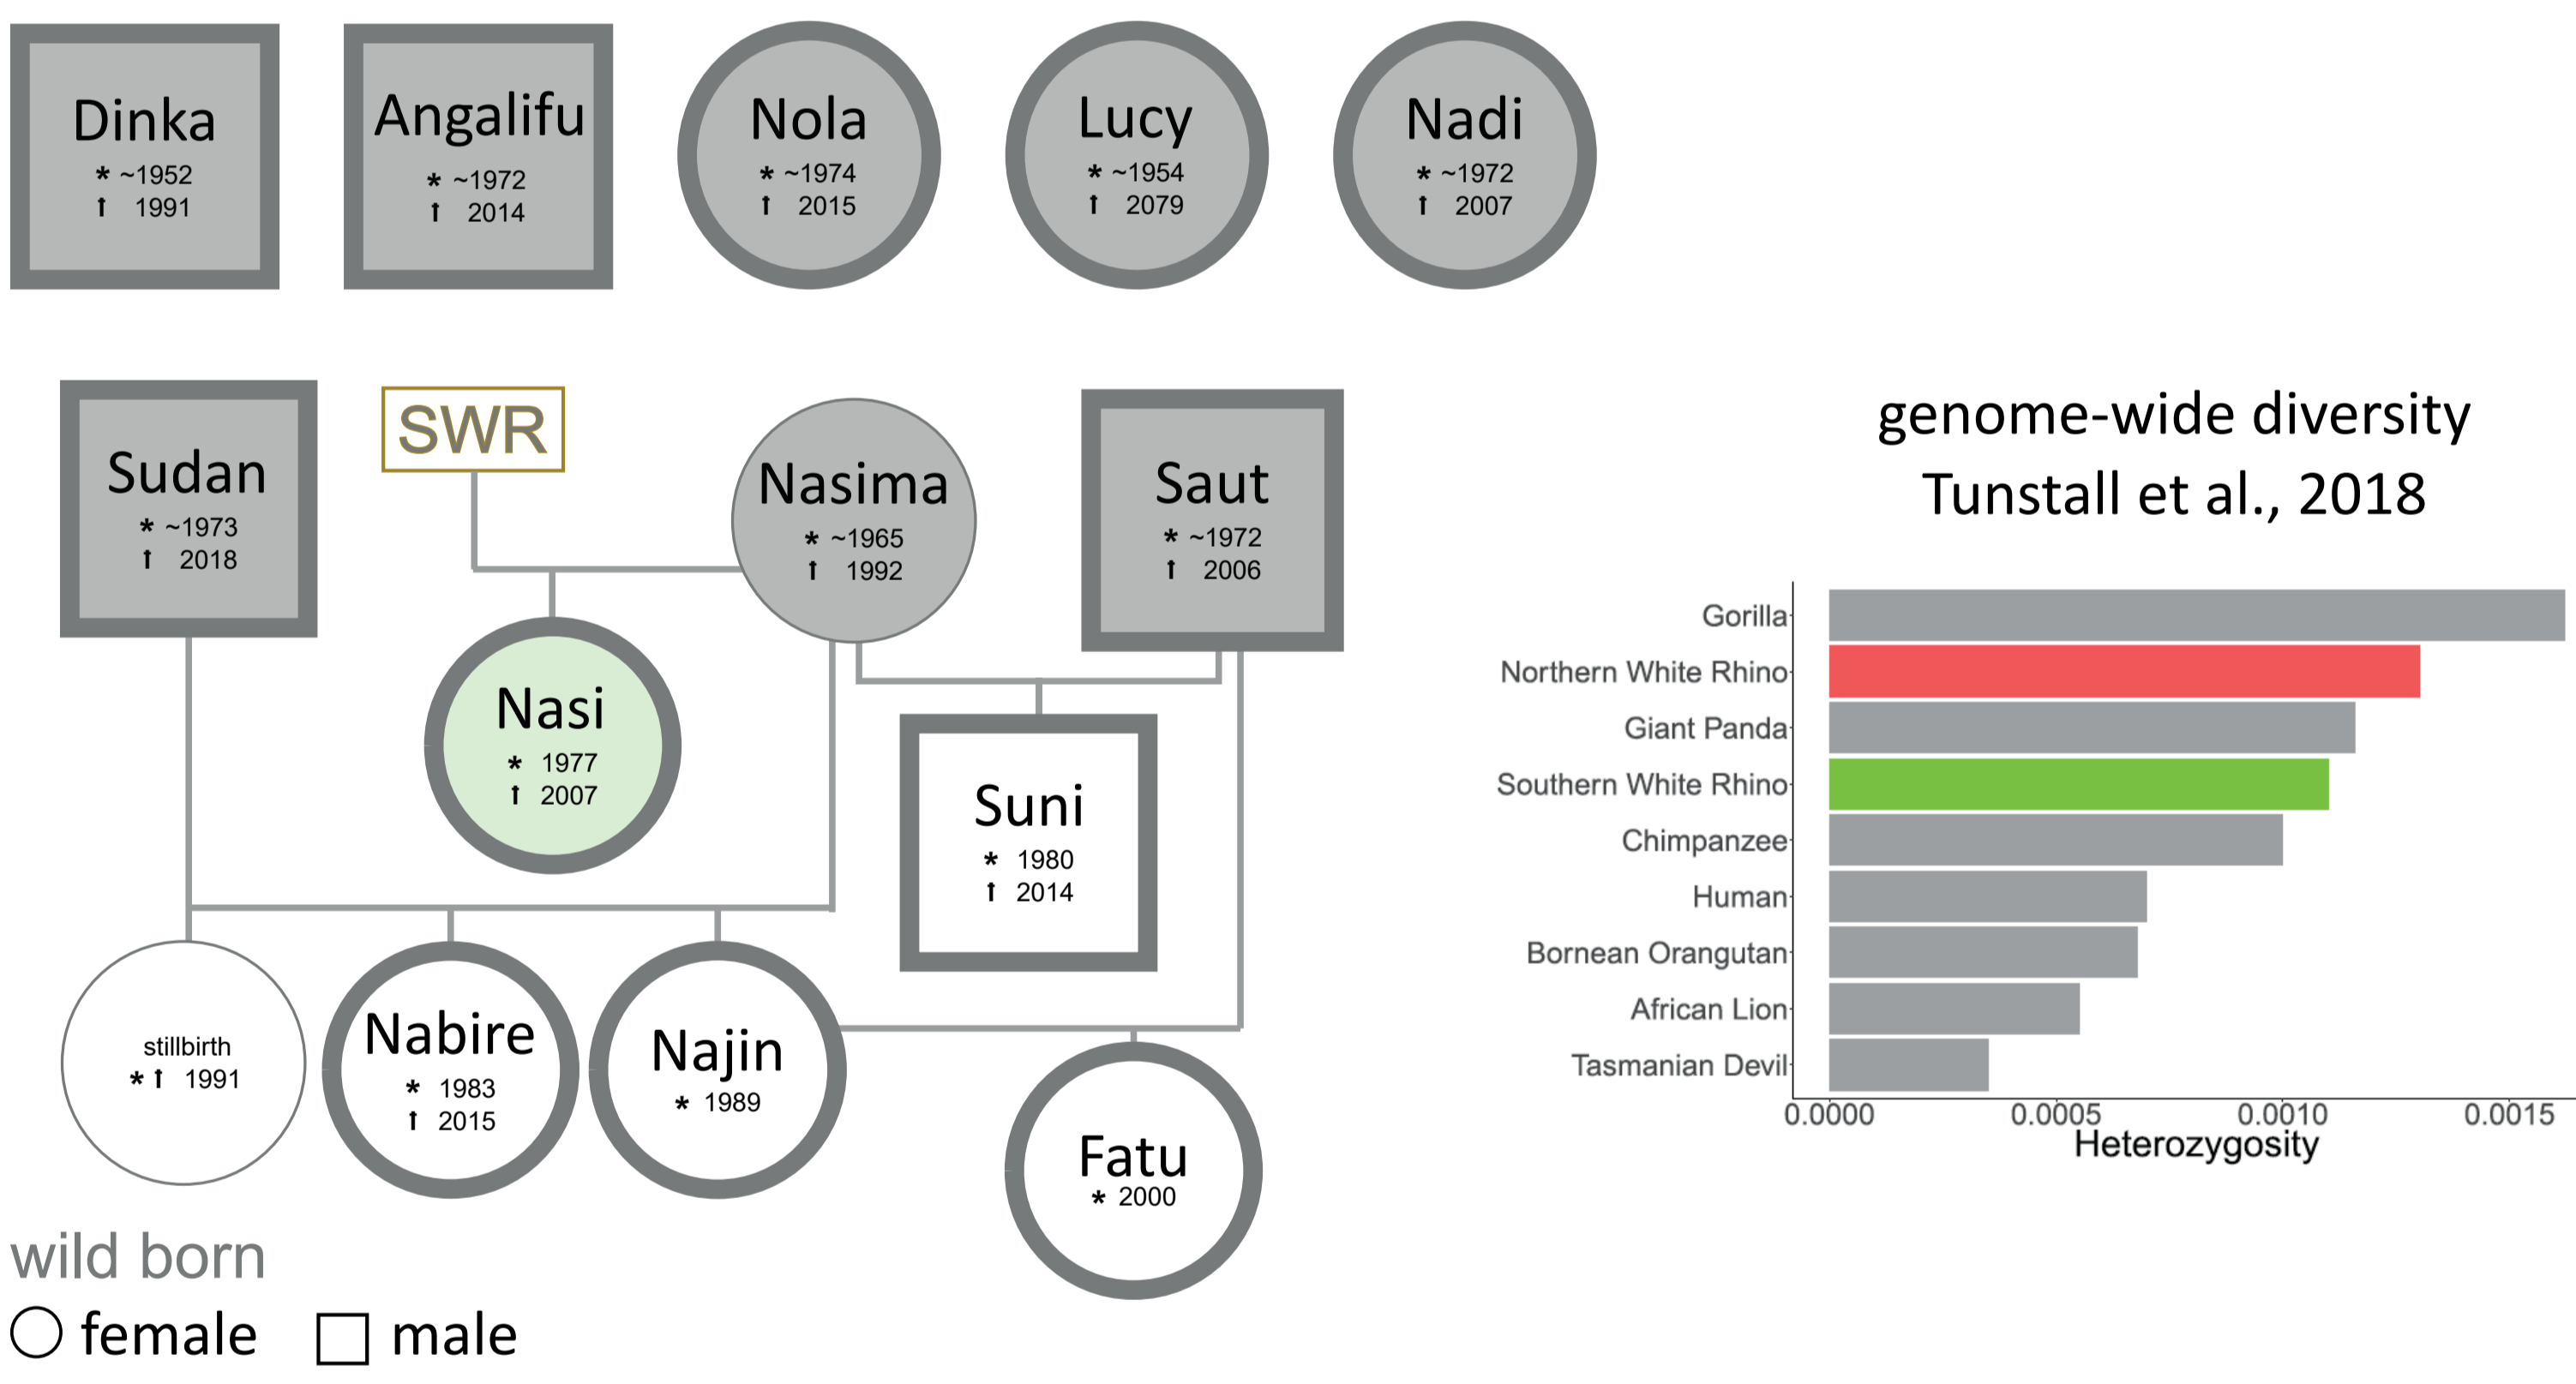 Dinka
* ~1952
† 1991
Angalifu
* ~1972
† 2014
Nola
* ~1974
† 2015
Lucy
* ~1954
† 2079
Nadi
* ~1972
† 2007
Sudan
* ~1973
† 2018
SWR
Nasima
* ~1965
† 1992
Saut
* ~1972
† 2006
Nasi
* 1977
† 2007
Suni
* 1980
† 2014
stillbirth
* † 1991
Nabire
* 1983
† 2015
Najin
* 1989
Fatu
* 2000
wild born
female
male
genome-wide diversity
Tunstall et al., 2018
Gorilla
Northern White Rhino
Giant Panda
Southern White Rhino
Chimpanzee
Human
Bornean Orangutan
African Lion
Tasmanian Devil
0.0000 0.0005 0.0010 0.0015
Heterozygosity